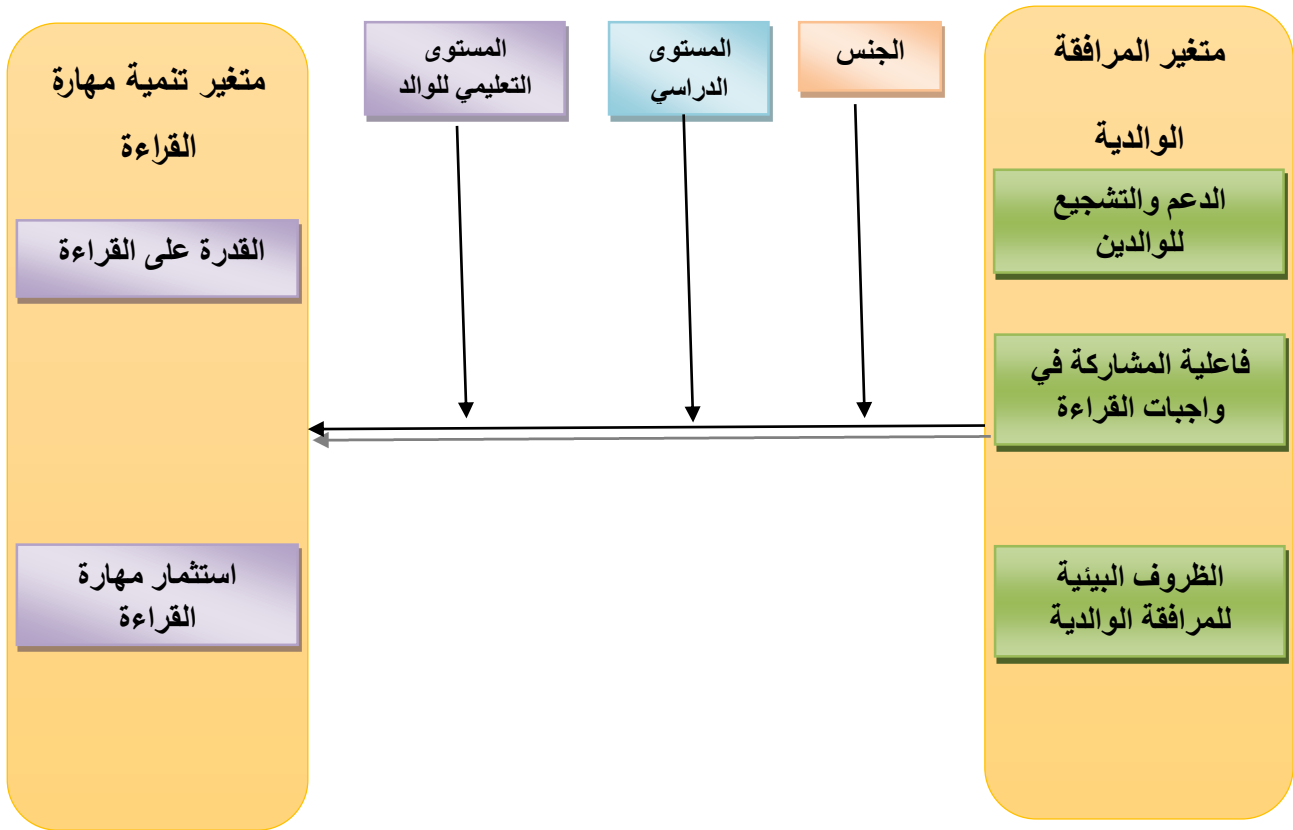 متغير المرافقة
الوالدية
الدعم والتشجيع
للوالدين
فاعلية المشاركة في
واجبات القراءة
الظروف البيئية
للمرافقة الوالدية
الجنس
المستوى
الدراسي
المستوى
التعليمي للوالد
متغير تنمية مهارة
القراءة
القدرة على القراءة
استثمار مهارة
القراءة